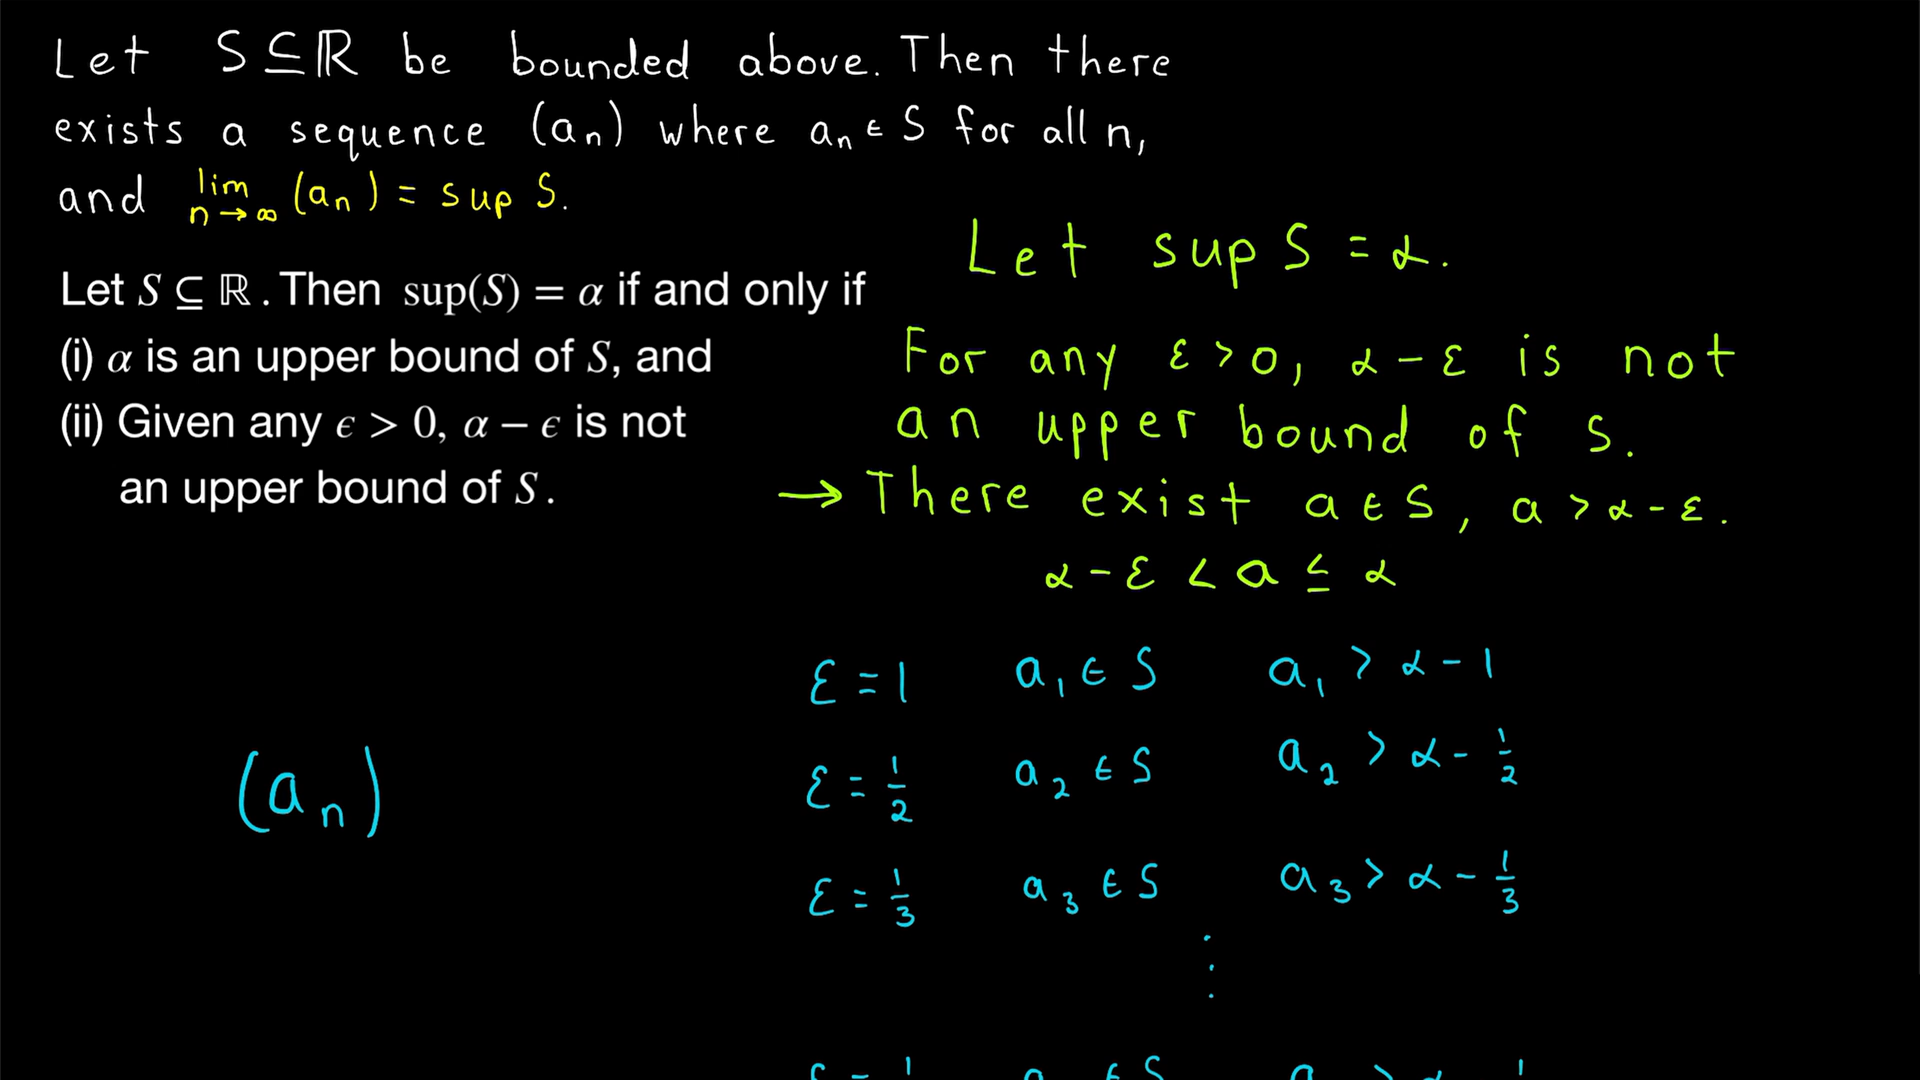 Let S ⊆ ℝ be bounded above. Then there
exists a sequence (aₙ) where aₙ ∈ S for all n,
and lim n→∞ (aₙ) = sup S.
Let S ⊆ ℝ. Then sup(S) = α if and only if
(i) α is an upper bound of S, and
(ii) Given any ϵ > 0, α − ϵ is not
an upper bound of S.
Let sup S = α.
For any ε > 0, α - ε is not
an upper bound of S.
→ There exist a ∈ S, a > α - ε.
α - ε < a ≤ α
ε = 1 a₁ ∈ S a₁ > α - 1
ε = 1/2 a₂ ∈ S a₂ > α - 1/2
(aₙ)
ε = 1/3 a₃ ∈ S a₃ > α - 1/3
⋮